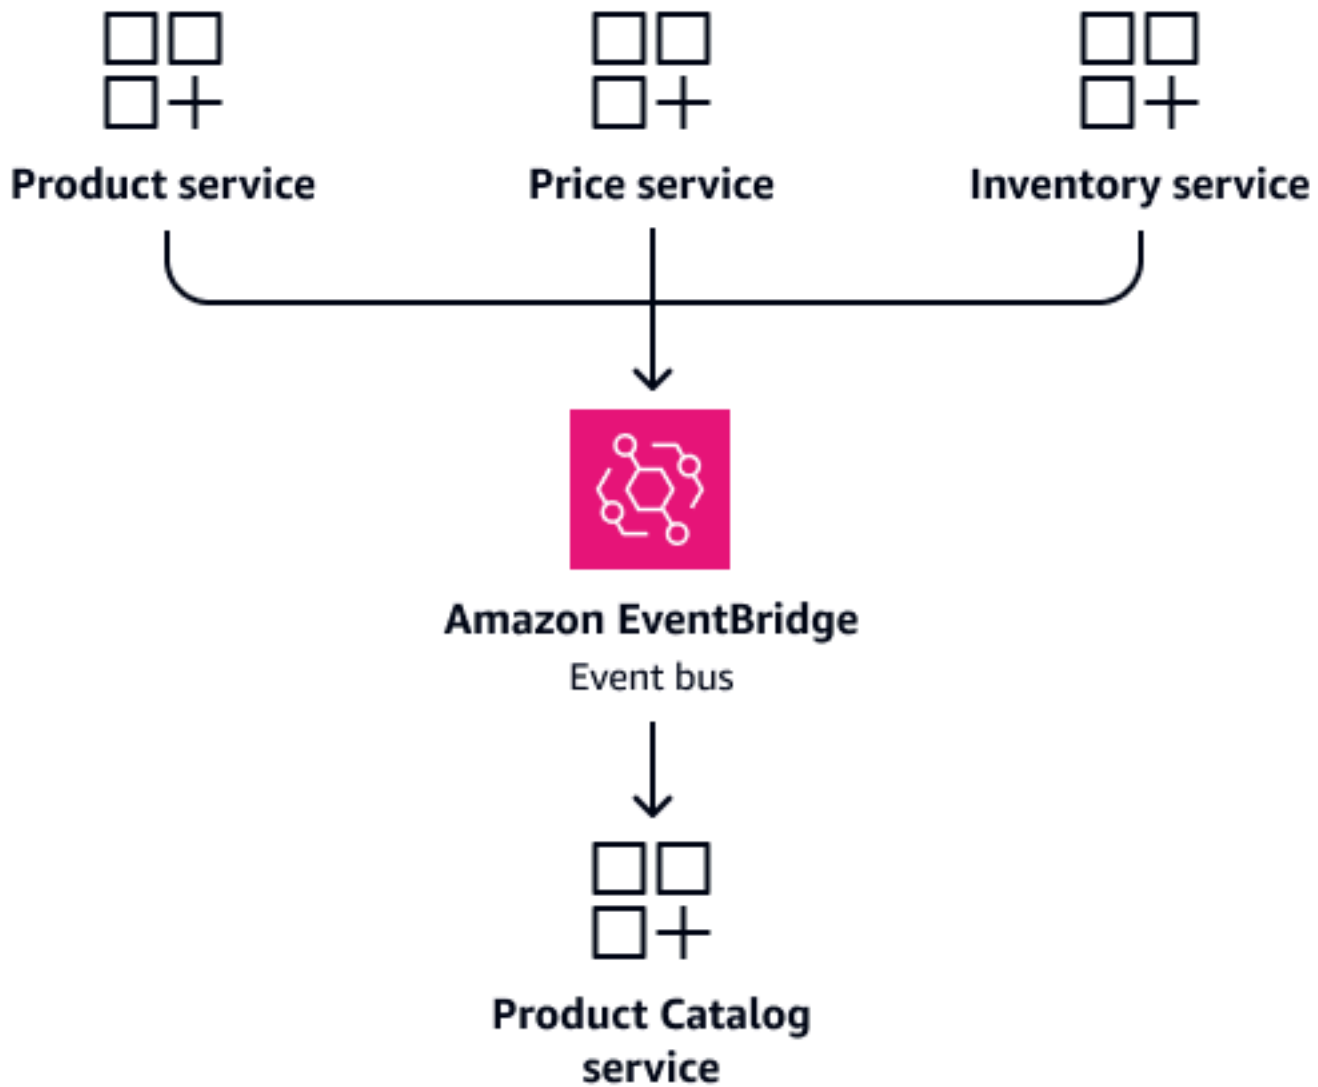 Product service
Price service
Inventory service
Amazon EventBridge
Event bus
Product Catalog
service